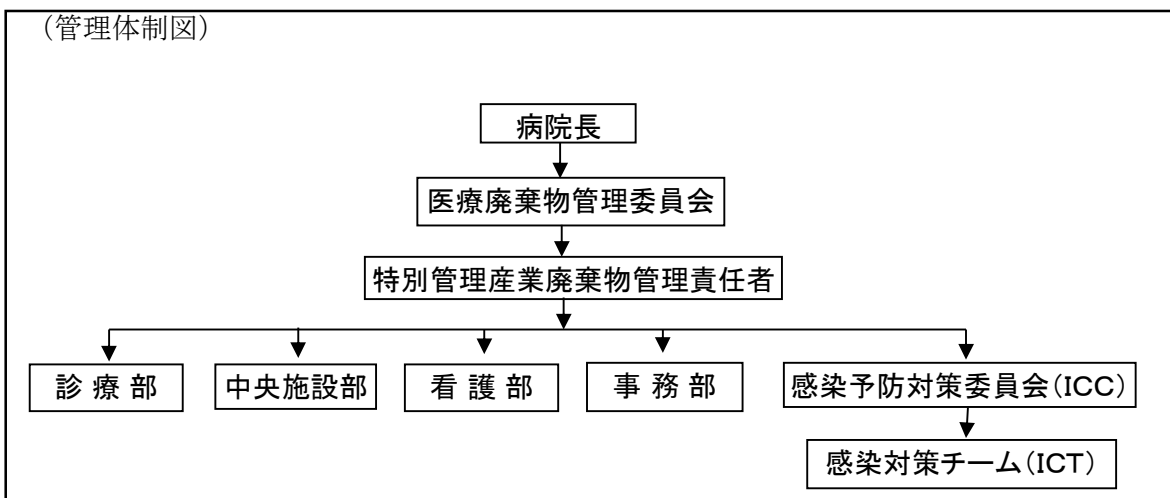 （管理体制図）
病院長
医療廃棄物管理委員会
特別管理産業廃棄物管理責任者
診 療 部 中央施設部 看 護 部 事 務 部 感染予防対策委員会（ICC）
感染対策チーム（ICT）